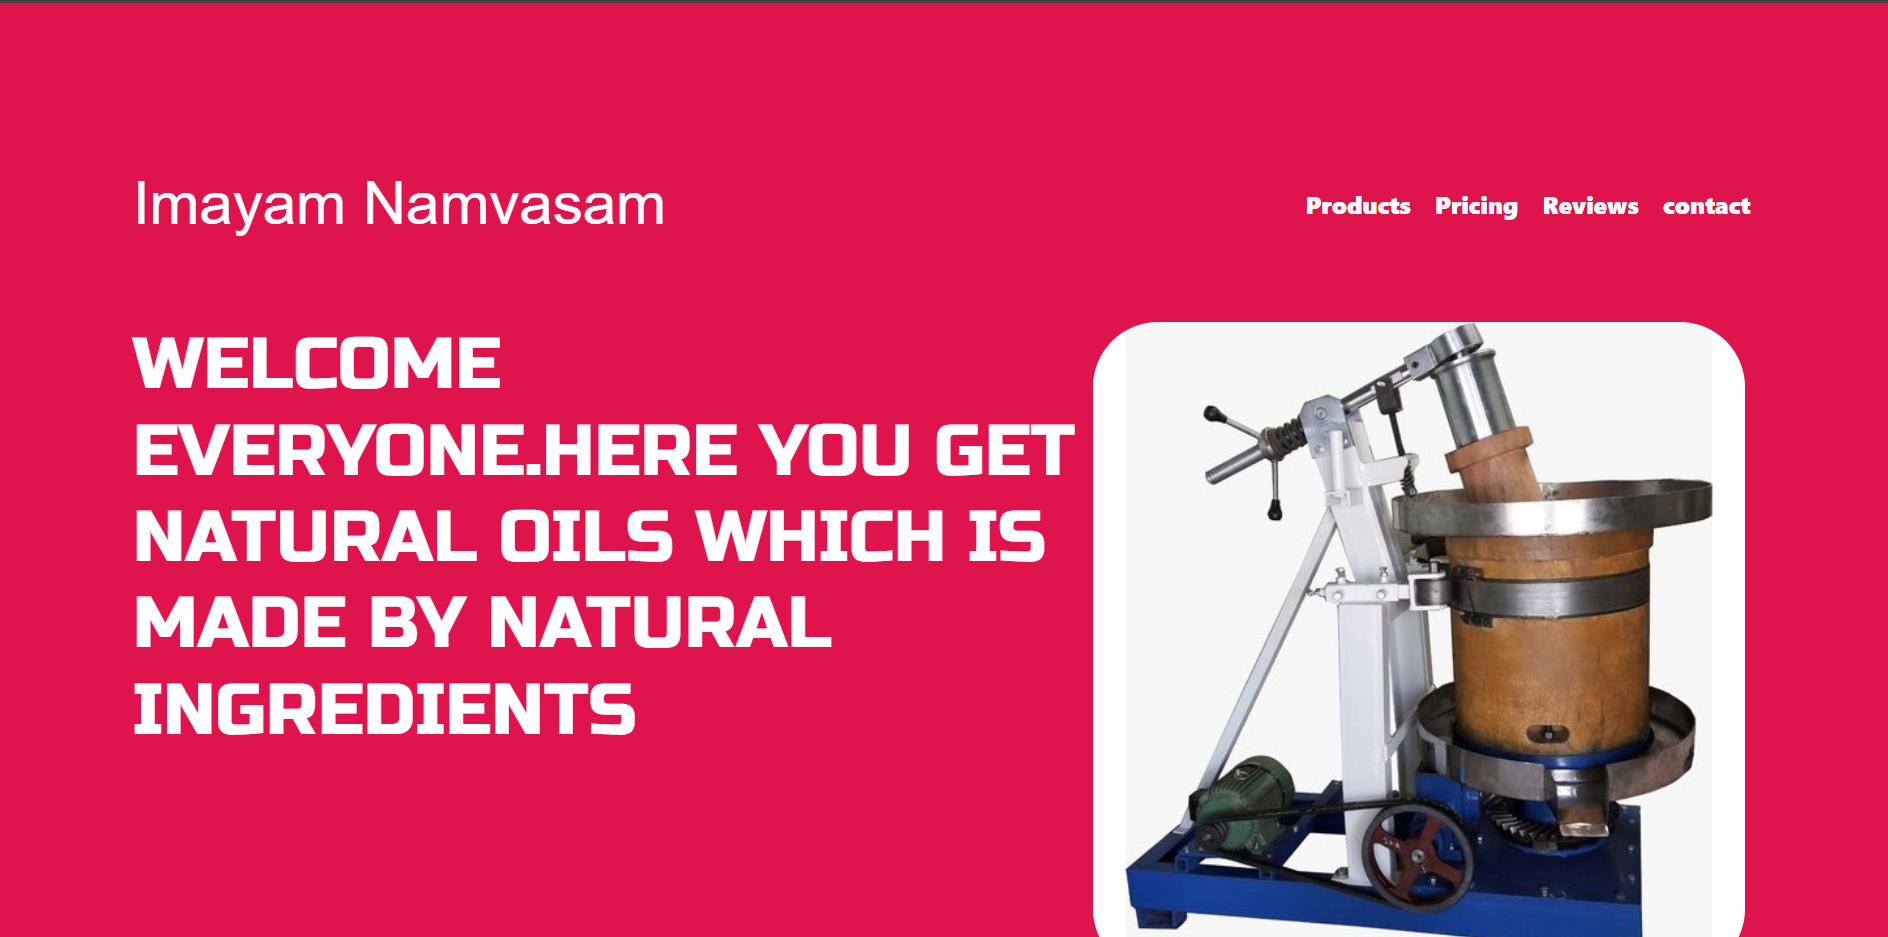 Imayam Namvasam
Products Pricing Reviews contact
WELCOME
EVERYONE.HERE YOU GET
NATURAL OILS WHICH IS
MADE BY NATURAL
INGREDIENTS